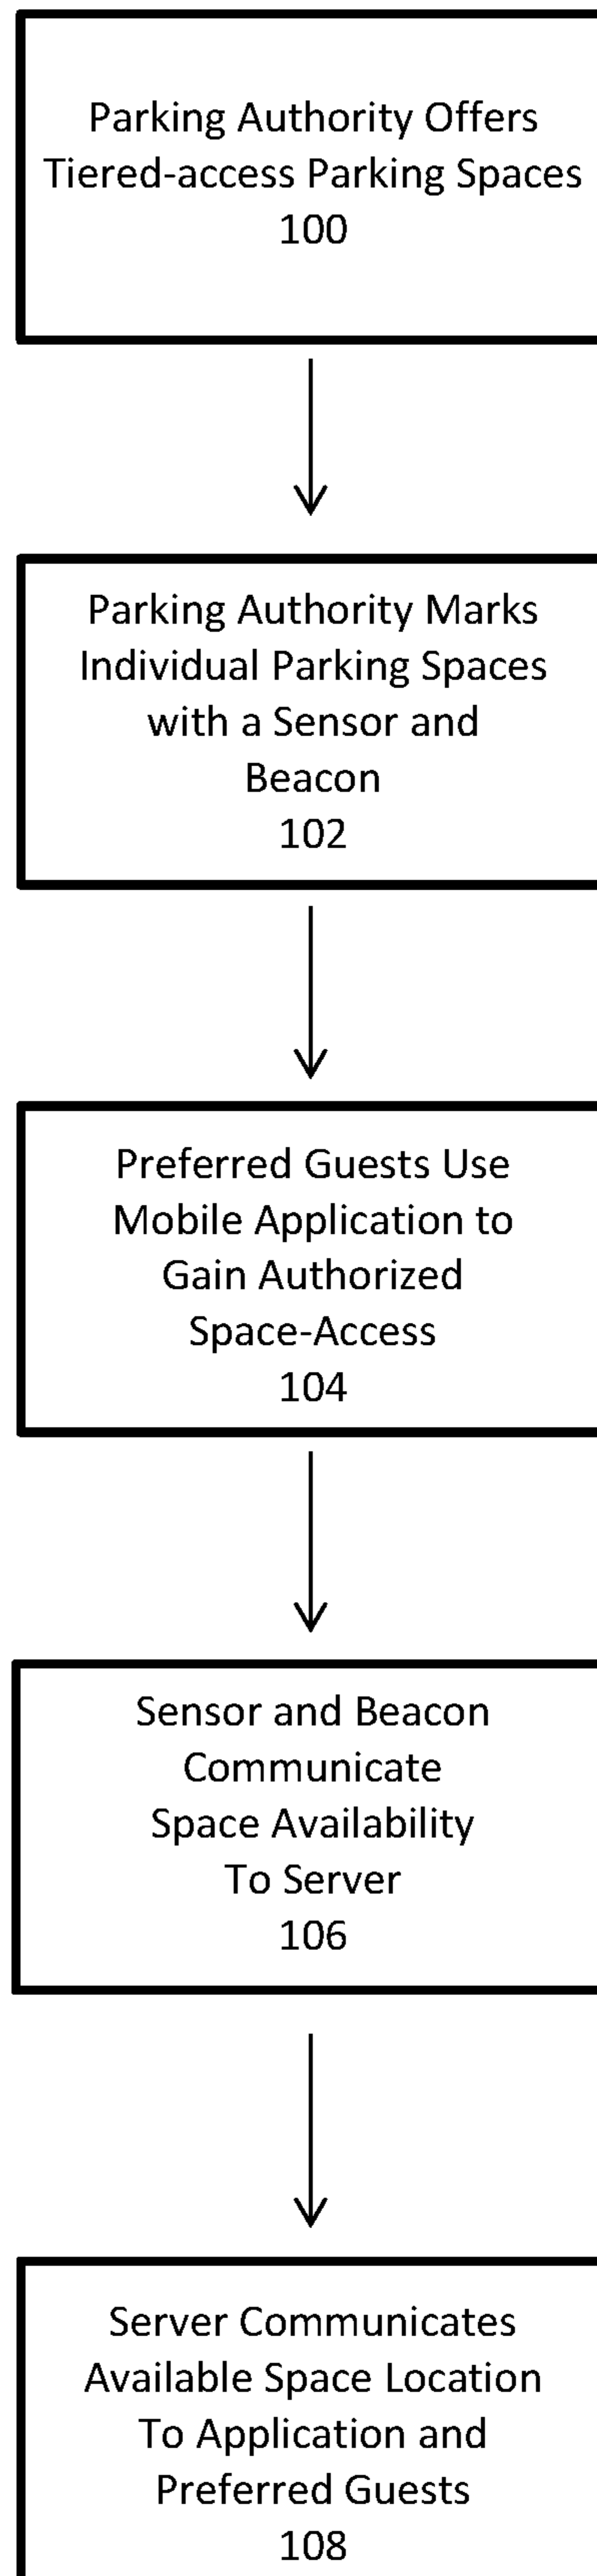 Parking Authority Offers
Tiered-access Parking Spaces
100
Parking Authority Marks
Individual Parking Spaces
with a Sensor and
Beacon
102
Preferred Guests Use
Mobile Application to
Gain Authorized
Space-Access
104
Sensor and Beacon
Communicate
Space Availability
To Server
106
Server Communicates
Available Space Location
To Application and
Preferred Guests
108